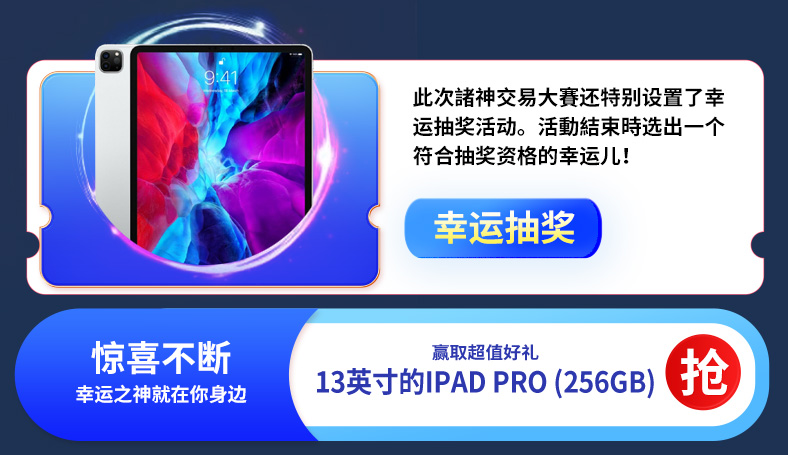 9:41
此次諸神交易大賽还特别设置了幸
运抽奖活动。活動結束時选出一个
符合抽奖资格的幸运儿！
幸运抽奖
惊喜不断
幸运之神就在你身边
赢取超值好礼
13英寸的IPAD PRO (256GB)
抢